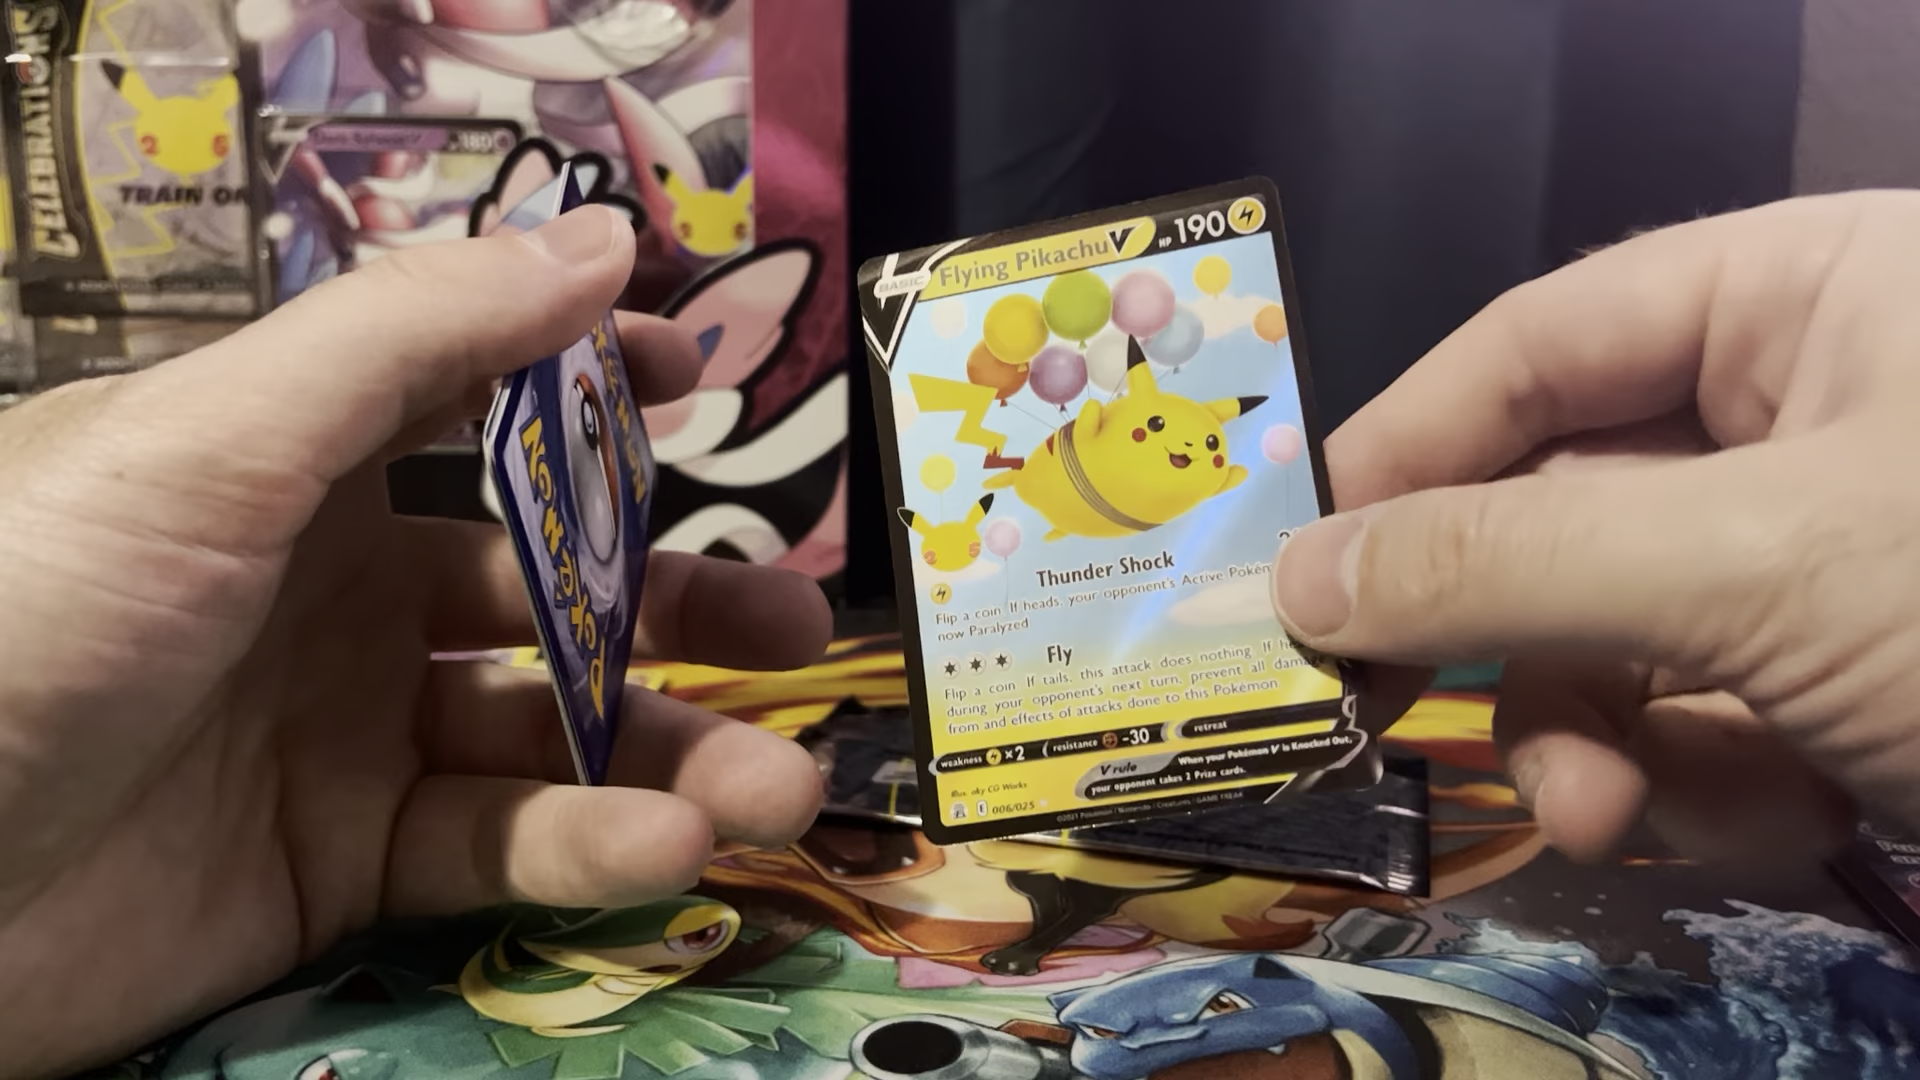 CELEBRATIONS
25
TRAIN ON
180
25
POKéMON
BASIC
Flying Pikachu V
HP 190
25
Thunder Shock
Flip a coin. If heads, your opponent's Active
now Paralyzed.
Fly
Flip a coin. If tails, this attack does nothing. If
during your opponent's next turn, prevent all
from and effects of attacks done to this Pokémon.
weakness ×2 resistance -30 retreat
V rule When your Pokémon V is Knocked Out,
your opponent takes 2 Prize cards.
Illus. aky CG Works
E 006/025
©2021 Pokémon / Nintendo / Creatures / GAME FREAK